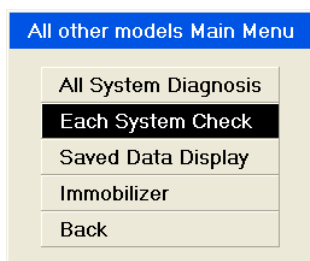 All other models Main Menu
All System Diagnosis
Each System Check
Saved Data Display
Immobilizer
Back